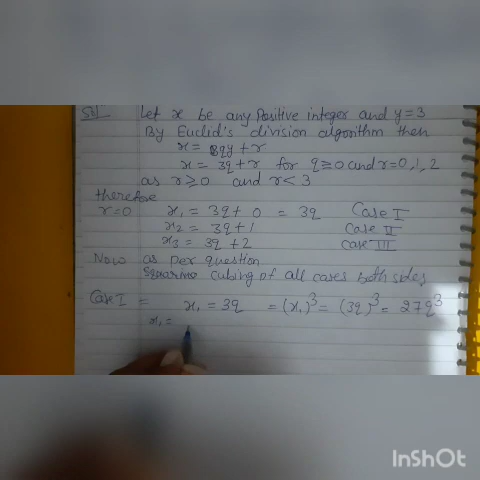 Sol Let x be any Positive integer and y = 3
By Euclid's division algorithm then
x = 3qy + r
x = 3q + r for q ≥ 0 and r = 0, 1, 2
as r ≥ 0 and r < 3
therefore
r = 0 x₁ = 3q + 0 = 3q Case I
x₂ = 3q + 1 Case II
x₃ = 3q + 2 Case III
Now as per question
cubing of all cases both sides
Case I = x₁ = 3q = (x₁)³ = (3q)³ = 27q³
x₁ =
InShOt